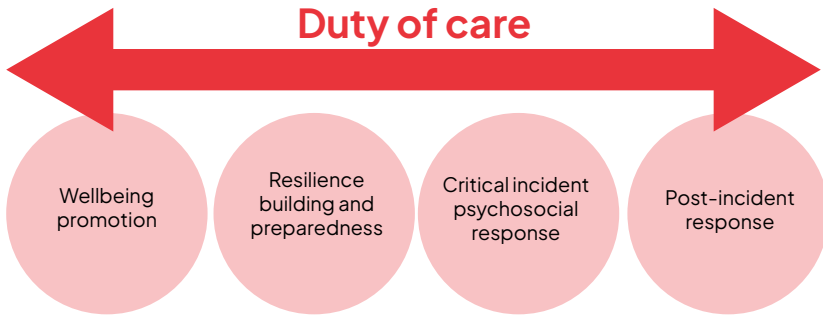 Duty of care
Wellbeing
promotion
Resilience
building and
preparedness
Critical incident
psychosocial
response
Post-incident
response